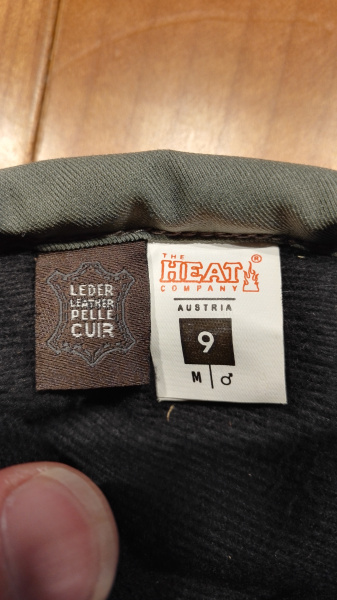 LEDER
LEATHER
PELLE
CUIR
THE
HEAT®
COMPANY
AUSTRIA
9
M | ♂